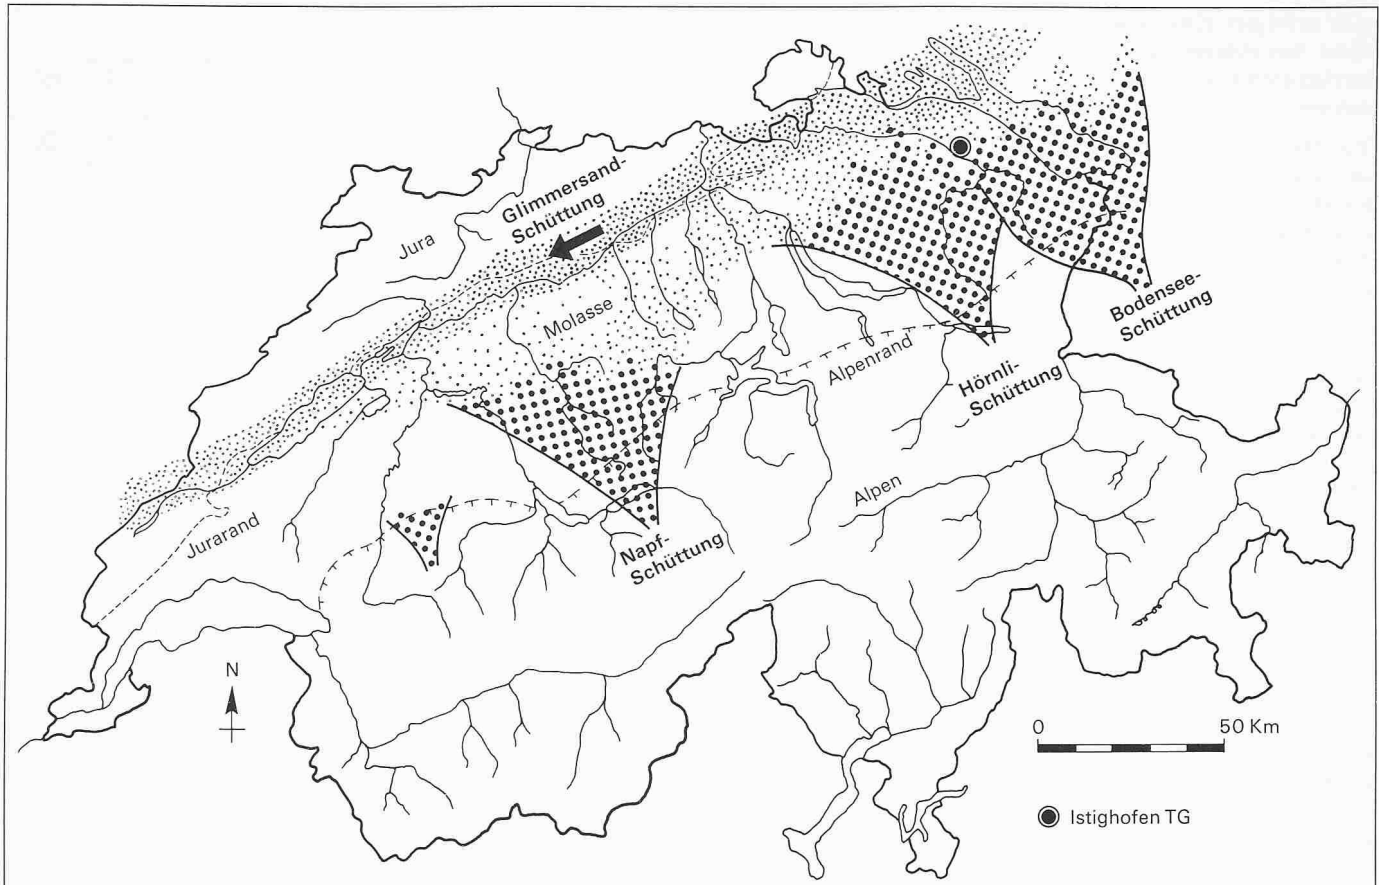 Glimmersand-
Schüttung
Jura
Molasse
Bodensee-
Schüttung
Alpenrand
Hörnli-
Schüttung
Alpen
Jurarand
Napf-
Schüttung
N
0 50 Km
Istighofen TG